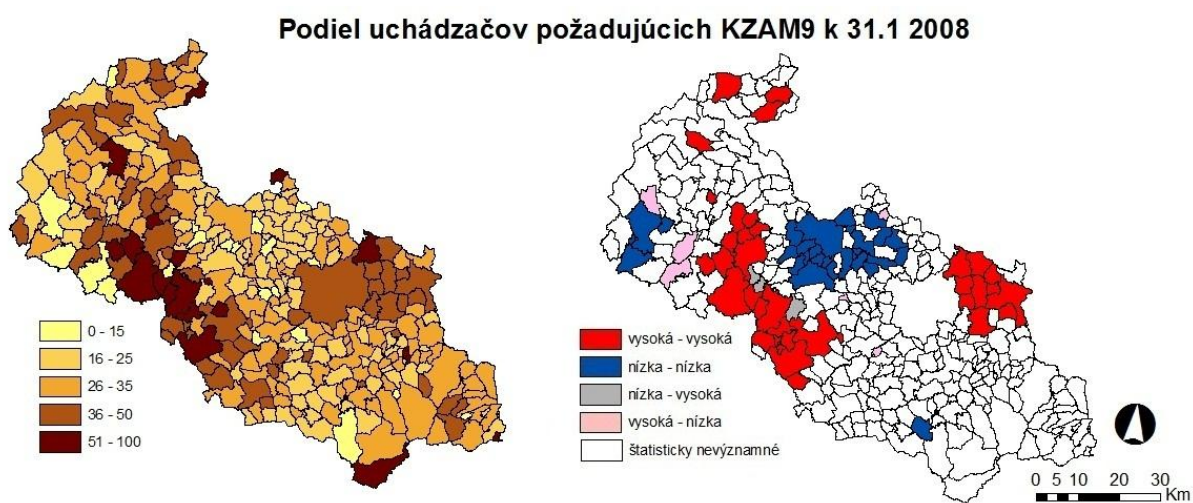 Podiel uchádzačov požadujúcich KZAM9 k 31.1 2008
0 - 15
16 - 25
26 - 35
36 - 50
51 - 100
vysoká - vysoká
nízka - nízka
nízka - vysoká
vysoká - nízka
štatisticky nevýznamné
0 5 10 20 30
Km